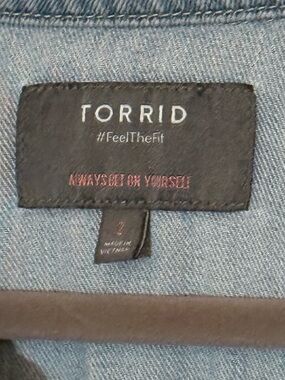 TORRID
#FeelTheFit
ALWAYS BET ON YOURSELF
2
MADE IN
VIETNAM